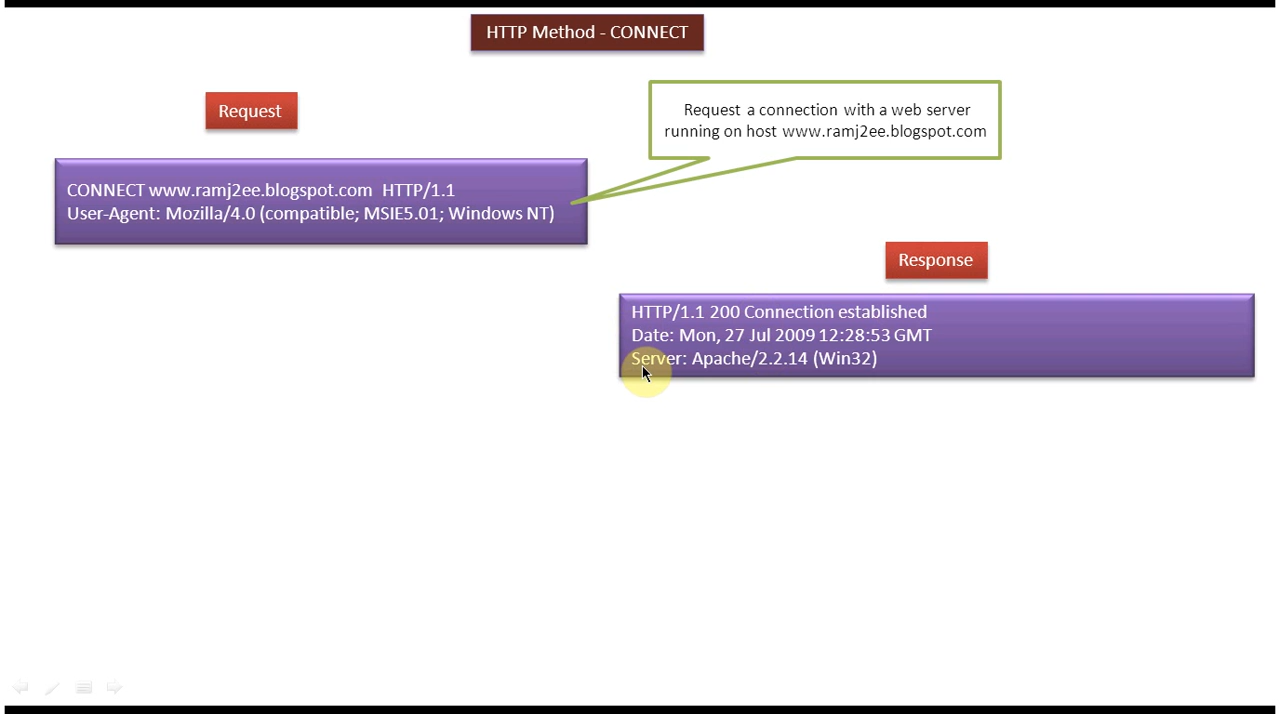 HTTP Method - CONNECT
Request
Request a connection with a web server
running on host www.ramj2ee.blogspot.com
CONNECT www.ramj2ee.blogspot.com HTTP/1.1
User-Agent: Mozilla/4.0 (compatible; MSIE5.01; Windows NT)
Response
HTTP/1.1 200 Connection established
Date: Mon, 27 Jul 2009 12:28:53 GMT
Server: Apache/2.2.14 (Win32)